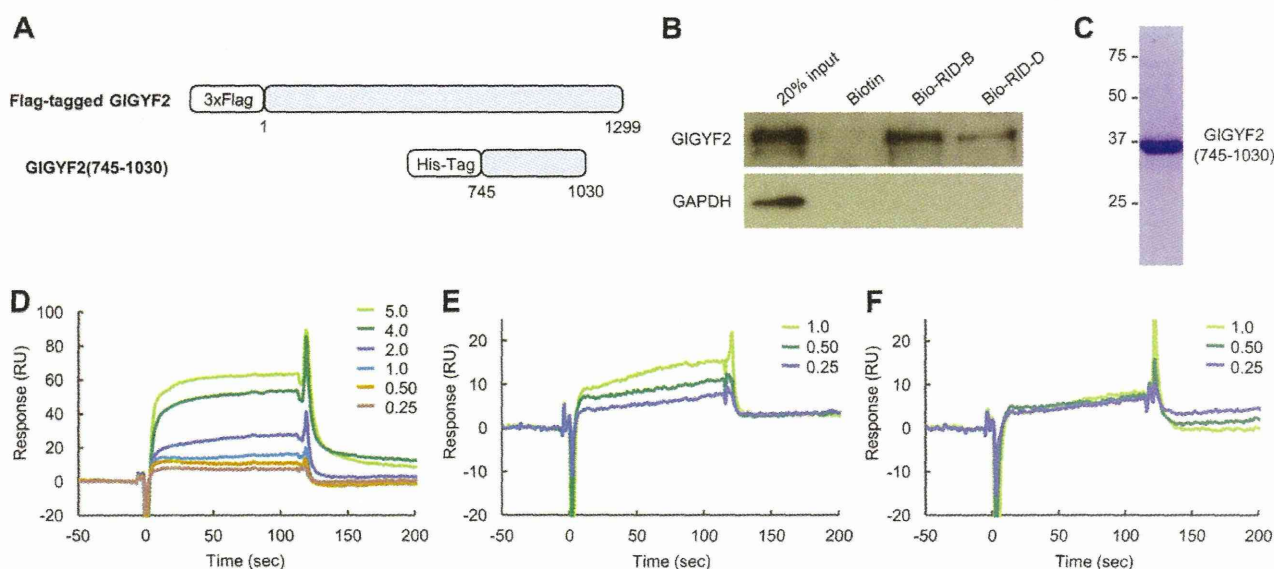 A
Flag-tagged GIGYF2
3xFlag
1
1299
GIGYF2(745-1030)
His-Tag
745
1030
B
20% input
Biotin
Bio-RID-B
Bio-RID-D
GIGYF2
GAPDH
C
75
50
37
25
GIGYF2
(745-1030)
D
Response (RU)
100
80
60
40
20
0
-20
-50
0
50
100
150
200
Time (sec)
5.0
4.0
2.0
1.0
0.50
0.25
E
Response (RU)
20
10
0
-10
-20
-50
0
50
100
150
200
Time (sec)
1.0
0.50
0.25
F
Response (RU)
20
10
0
-10
-20
-50
0
50
100
150
200
Time (sec)
1.0
0.50
0.25